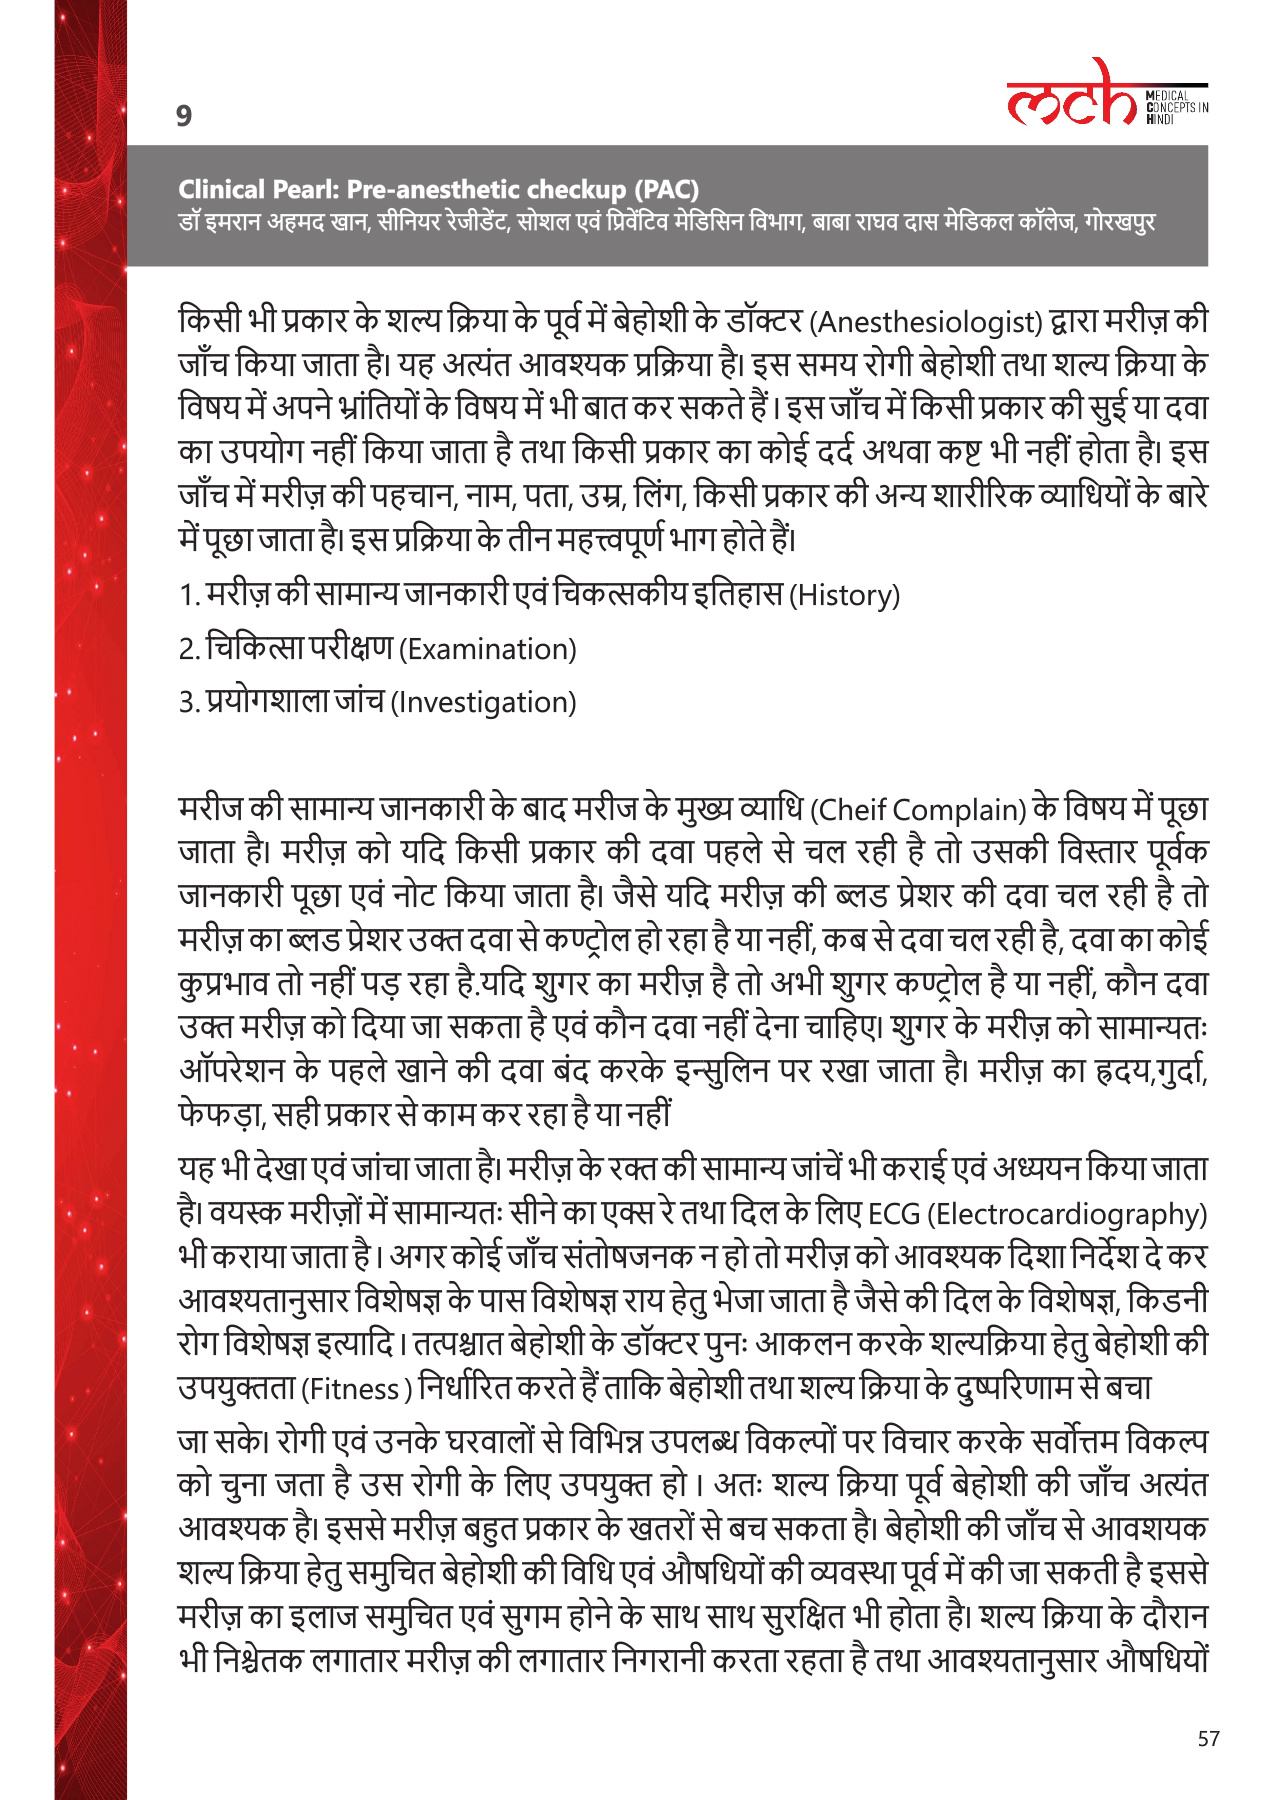 9
mch
MEDICAL
CONCEPTS IN
HINDI
Clinical Pearl: Pre-anesthetic checkup (PAC)
डॉ इमरान अहमद खान, सीनियर रेजीडेंट, सोशल एवं प्रिवेंटिव मेडिसिन विभाग, बाबा राघव दास मेडिकल कॉलेज, गोरखपुर
किसी भी प्रकार के शल्य क्रिया के पूर्व में बेहोशी के डॉक्टर (Anesthesiologist) द्वारा मरीज़ की
जाँच किया जाता है। यह अत्यंत आवश्यक प्रक्रिया है। इस समय रोगी बेहोशी तथा शल्य क्रिया के
विषय में अपने भ्रांतियों के विषय में भी बात कर सकते हैं । इस जाँच में किसी प्रकार की सुई या दवा
का उपयोग नहीं किया जाता है तथा किसी प्रकार का कोई दर्द अथवा कष्ट भी नहीं होता है। इस
जाँच में मरीज़ की पहचान, नाम, पता, उम्र, लिंग, किसी प्रकार की अन्य शारीरिक व्याधियों के बारे
में पूछा जाता है। इस प्रक्रिया के तीन महत्त्वपूर्ण भाग होते हैं।
1. मरीज़ की सामान्य जानकारी एवं चिकत्सकीय इतिहास (History)
2. चिकित्सा परीक्षण (Examination)
3. प्रयोगशाला जांच (Investigation)
मरीज की सामान्य जानकारी के बाद मरीज के मुख्य व्याधि (Cheif Complain) के विषय में पूछा
जाता है। मरीज़ को यदि किसी प्रकार की दवा पहले से चल रही है तो उसकी विस्तार पूर्वक
जानकारी पूछा एवं नोट किया जाता है। जैसे यदि मरीज़ की ब्लड प्रेशर की दवा चल रही है तो
मरीज़ का ब्लड प्रेशर उक्त दवा से कण्ट्रोल हो रहा है या नहीं, कब से दवा चल रही है, दवा का कोई
कुप्रभाव तो नहीं पड़ रहा है.यदि शुगर का मरीज़ है तो अभी शुगर कण्ट्रोल है या नहीं, कौन दवा
उक्त मरीज़ को दिया जा सकता है एवं कौन दवा नहीं देना चाहिए। शुगर के मरीज़ को सामान्यतः
ऑपरेशन के पहले खाने की दवा बंद करके इन्सुलिन पर रखा जाता है। मरीज़ का ह्रदय,गुर्दा,
फेफड़ा, सही प्रकार से काम कर रहा है या नहीं
यह भी देखा एवं जांचा जाता है। मरीज़ के रक्त की सामान्य जांचें भी कराई एवं अध्ययन किया जाता
है। वयस्क मरीज़ों में सामान्यतः सीने का एक्स रे तथा दिल के लिए ECG (Electrocardiography)
भी कराया जाता है । अगर कोई जाँच संतोषजनक न हो तो मरीज़ को आवश्यक दिशा निर्देश दे कर
आवश्यतानुसार विशेषज्ञ के पास विशेषज्ञ राय हेतु भेजा जाता है जैसे की दिल के विशेषज्ञ, किडनी
रोग विशेषज्ञ इत्यादि । तत्पश्चात बेहोशी के डॉक्टर पुनः आकलन करके शल्यक्रिया हेतु बेहोशी की
उपयुक्तता (Fitness ) निर्धारित करते हैं ताकि बेहोशी तथा शल्य क्रिया के दुष्परिणाम से बचा
जा सके। रोगी एवं उनके घरवालों से विभिन्न उपलब्ध विकल्पों पर विचार करके सर्वोत्तम विकल्प
को चुना जता है उस रोगी के लिए उपयुक्त हो । अतः शल्य क्रिया पूर्व बेहोशी की जाँच अत्यंत
आवश्यक है। इससे मरीज़ बहुत प्रकार के खतरों से बच सकता है। बेहोशी की जाँच से आवशयक
शल्य क्रिया हेतु समुचित बेहोशी की विधि एवं औषधियों की व्यवस्था पूर्व में की जा सकती है इससे
मरीज़ का इलाज समुचित एवं सुगम होने के साथ साथ सुरक्षित भी होता है। शल्य क्रिया के दौरान
भी निश्चेतक लगातार मरीज़ की लगातार निगरानी करता रहता है तथा आवश्यतानुसार औषधियों
57